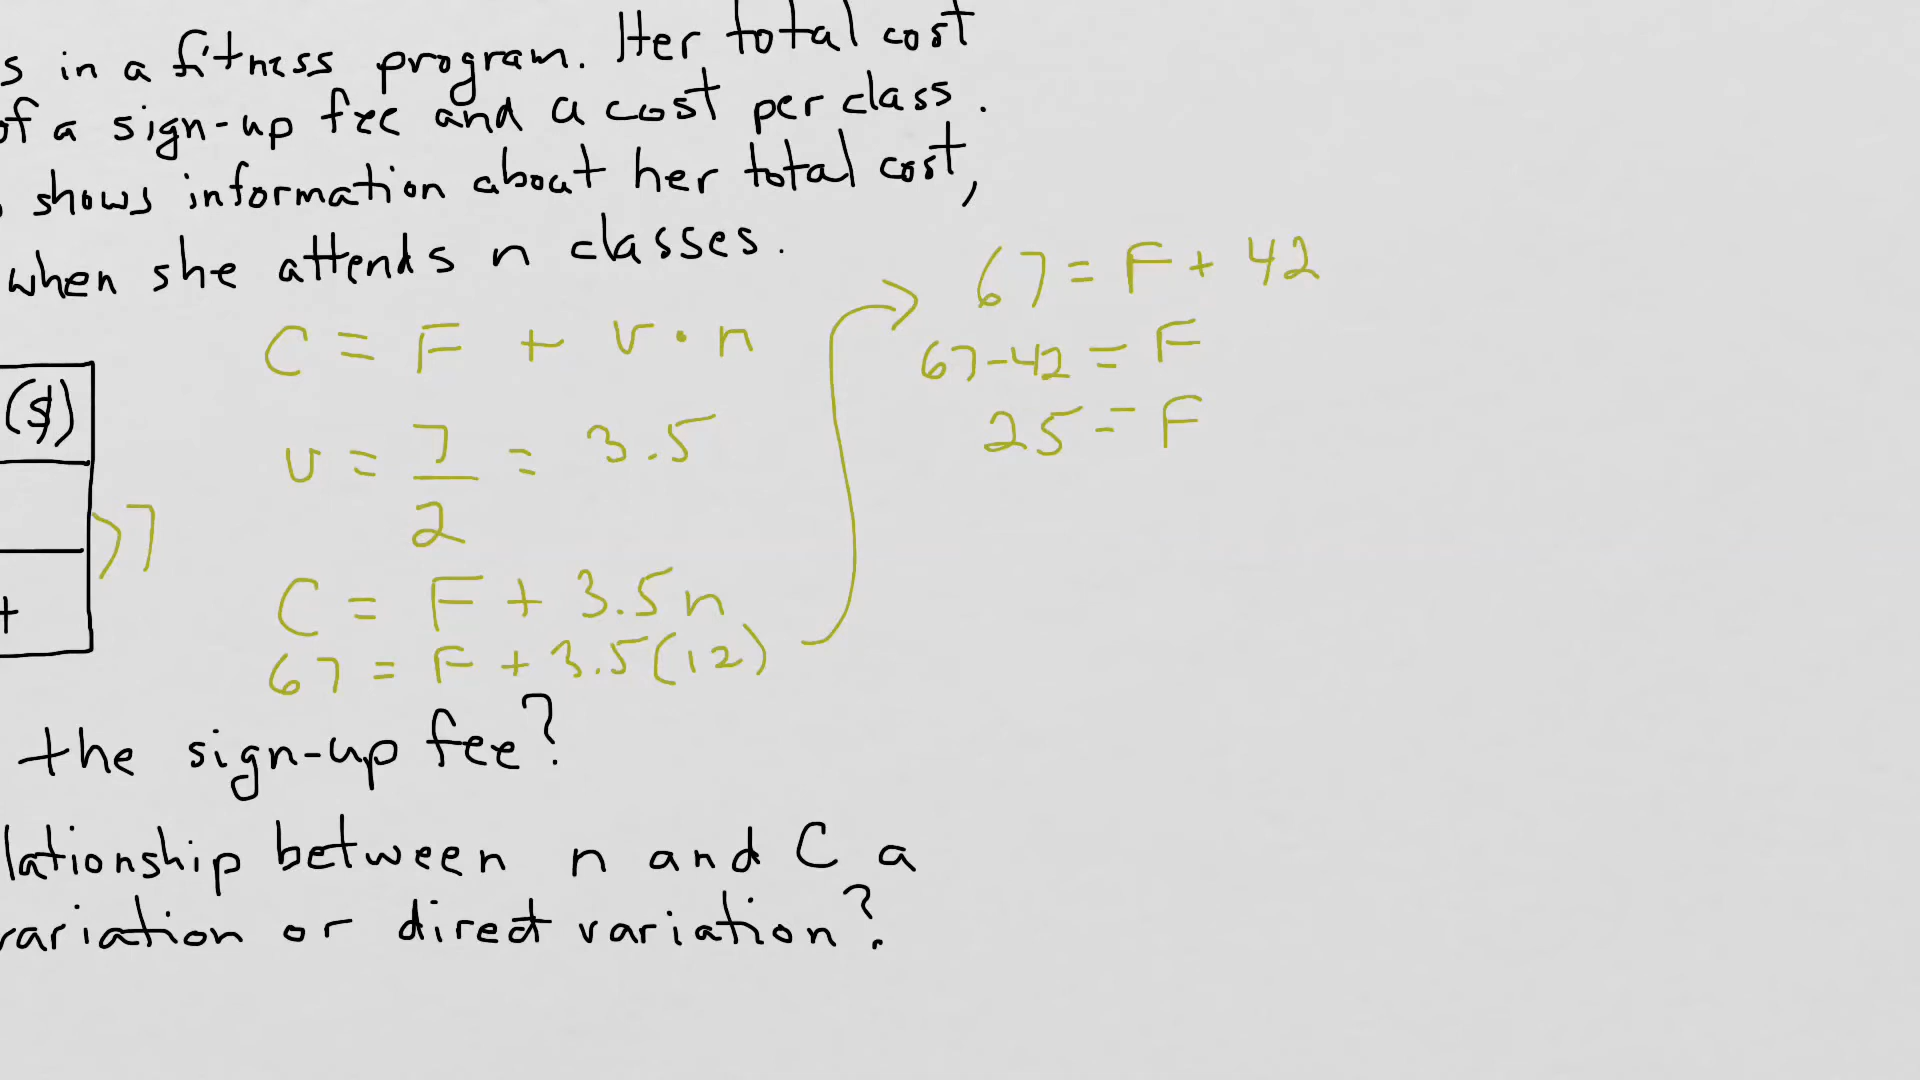 s in a fitness program. Her total cost
of a sign-up fee and a cost per class.
shows information about her total cost,
when she attends n classes.
C = F + v · n
($)
v = 7/2 = 3.5
7
C = F + 3.5n
67 = F + 3.5(12)
67 = F + 42
67-42 = F
25 = F
the sign-up fee?
lationship between n and C a
variation or direct variation?